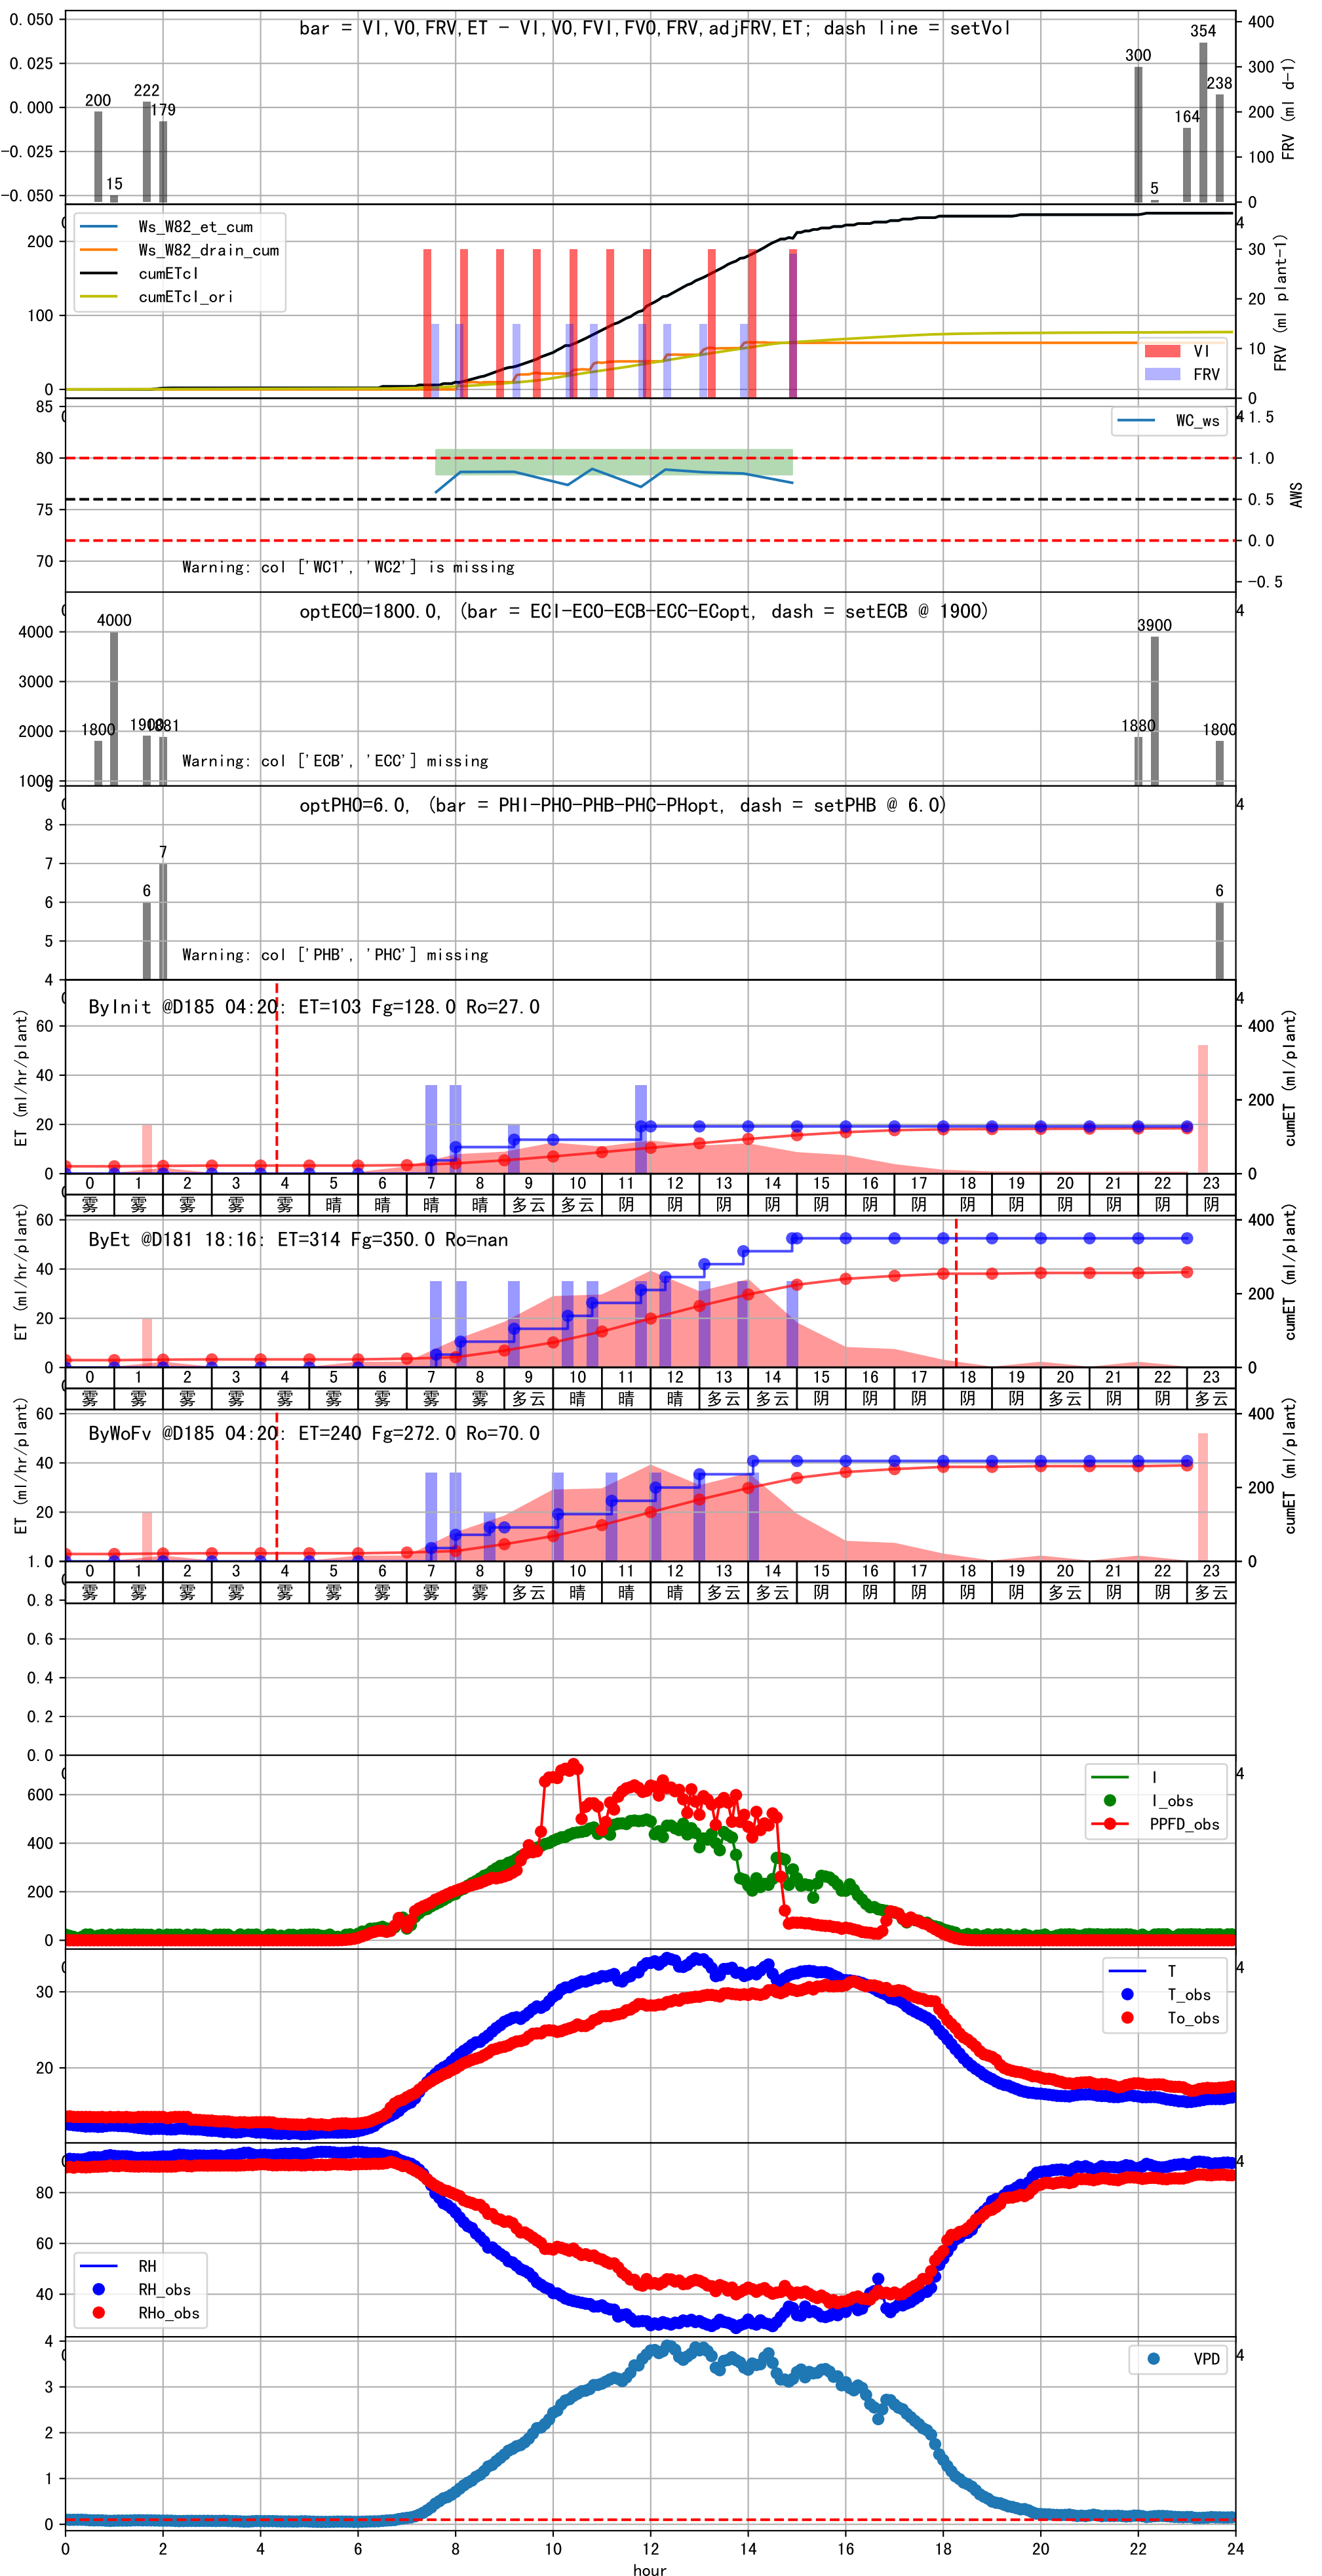 bar = VI,VO,FRV,ET - VI,VO,FVI,FVO,FRV,adjFRV,ET; dash line = setVol
0.050
0.025
0.000
-0.025
-0.050
200
15
222
179
300
5
164
354
238
400
300
200
100
0
FRV (ml d-1)
Ws_W82_et_cum
Ws_W82_drain_cum
cumETcI
cumETcI_ori
200
100
0
4
30
20
10
0
FRV (ml plant-1)
VI
FRV
85
80
75
70
WC_ws
4
1.5
1.0
0.5
0.0
-0.5
AWS
Warning: col ['WC1', 'WC2'] is missing
optECO=1800.0, (bar = ECI-ECO-ECB-ECC-ECopt, dash = setECB @ 1900)
4000
3000
2000
1000
1800
4000
1900
1881
1880
3900
1800
4
Warning: col ['ECB', 'ECC'] missing
optPHO=6.0, (bar = PHI-PHO-PHB-PHC-PHopt, dash = setPHB @ 6.0)
9
8
7
6
5
4
6
7
6
4
Warning: col ['PHB', 'PHC'] missing
ByInit @D185 04:20: ET=103 Fg=128.0 Ro=27.0
ET (ml/hr/plant)
60
40
20
0
4
400
200
0
cumET (ml/plant)
0 1 2 3 4 5 6 7 8 9 10 11 12 13 14 15 16 17 18 19 20 21 22 23
雾 雾 雾 雾 雾 晴 晴 晴 晴 多云 多云 阴 阴 阴 阴 阴 阴 阴 阴 阴 阴 阴 阴 阴
ByEt @D181 18:16: ET=314 Fg=350.0 Ro=nan
ET (ml/hr/plant)
60
40
20
0
400
200
0
cumET (ml/plant)
0 1 2 3 4 5 6 7 8 9 10 11 12 13 14 15 16 17 18 19 20 21 22 23
雾 雾 雾 雾 雾 雾 雾 雾 雾 多云 晴 晴 晴 多云 多云 阴 阴 阴 阴 阴 多云 阴 阴 多云
ByWoFv @D185 04:20: ET=240 Fg=272.0 Ro=70.0
ET (ml/hr/plant)
60
40
20
400
200
0
cumET (ml/plant)
0 1 2 3 4 5 6 7 8 9 10 11 12 13 14 15 16 17 18 19 20 21 22 23
雾 雾 雾 雾 雾 雾 雾 雾 雾 多云 晴 晴 晴 多云 多云 阴 阴 阴 阴 阴 多云 阴 阴 多云
1.0
0.8
0.6
0.4
0.2
0.0
600
400
200
0
I
I_obs
PPFD_obs
4
30
20
T
T_obs
To_obs
4
80
60
40
RH
RH_obs
RHo_obs
4
4
3
2
1
0
VPD
4
0 2 4 6 8 10 12 14 16 18 20 22 24
hour